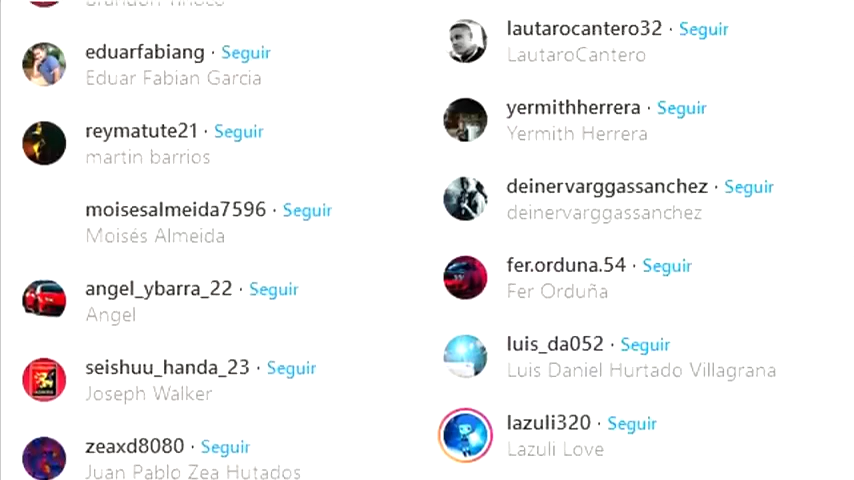 eduarfabiang · Seguir
Eduar Fabian Garcia
reymatute21 · Seguir
martin barrios
moisesalmeida7596 · Seguir
Moisés Almeida
angel_ybarra_22 · Seguir
Angel
seishuu_handa_23 · Seguir
Joseph Walker
zeaxd8080 · Seguir
Juan Pablo Zea Hutados
lautarocantero32 · Seguir
LautaroCantero
yermithherrera · Seguir
Yermith Herrera
deinervarggassanchez · Seguir
deinervarggassanchez
fer.orduna.54 · Seguir
Fer Orduña
luis_da052 · Seguir
Luis Daniel Hurtado Villagrana
lazuli320 · Seguir
Lazuli Love